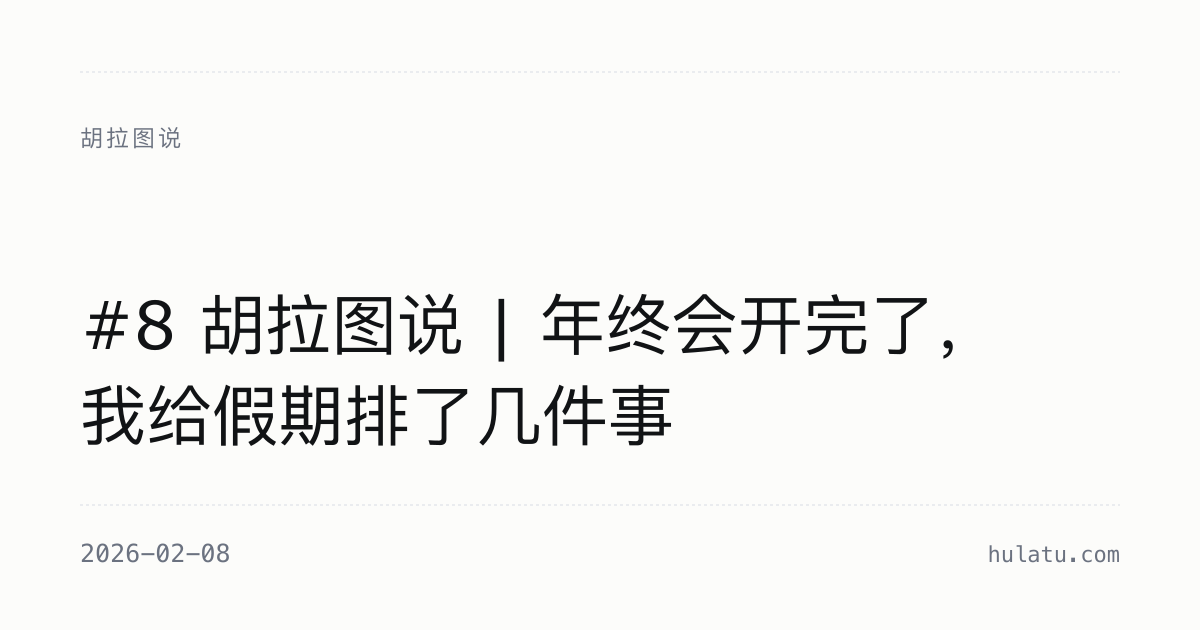 胡拉图说
#8 胡拉图说 | 年终会开完了,
我给假期排了几件事
2026-02-08
hulatu.com